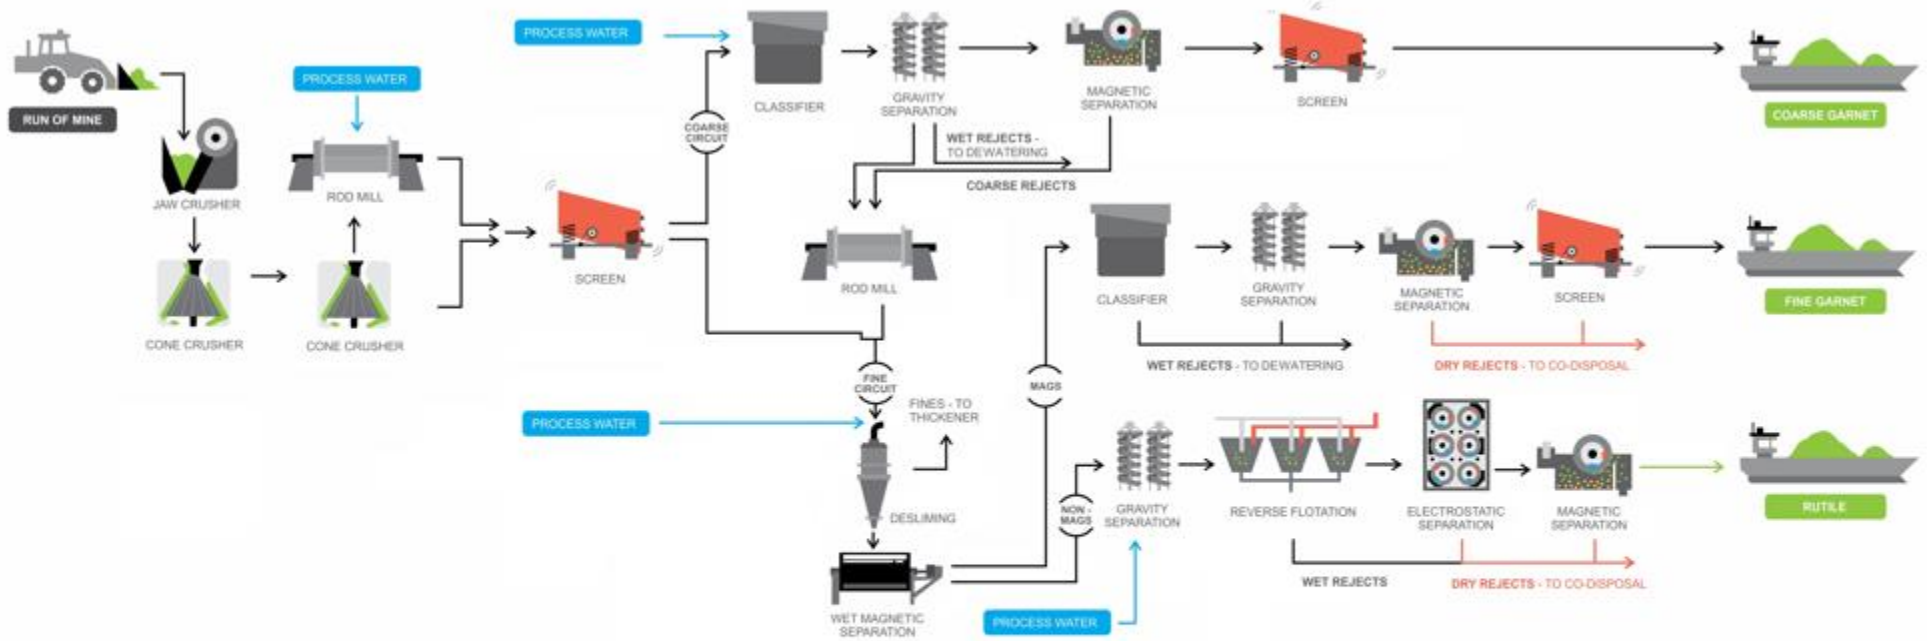 RUN OF MINE
JAW CRUSHER
CONE CRUSHER
CONE CRUSHER
PROCESS WATER
ROD MILL
SCREEN
COARSE
CIRCUIT
PROCESS WATER
CLASSIFIER
GRAVITY
SEPARATION
MAGNETIC
SEPARATION
SCREEN
COARSE GARNET
WET REJECTS -
TO DEWATERING
COARSE REJECTS
ROD MILL
FINE
CIRCUIT
PROCESS WATER
FINES - TO
THICKENER
DESLIMING
WET MAGNETIC
SEPARATION
MAGS
CLASSIFIER
GRAVITY
SEPARATION
MAGNETIC
SEPARATION
SCREEN
FINE GARNET
WET REJECTS - TO DEWATERING
DRY REJECTS - TO CO-DISPOSAL
NON -
MAGS
PROCESS WATER
GRAVITY
SEPARATION
REVERSE FLOTATION
ELECTROSTATIC
SEPARATION
MAGNETIC
SEPARATION
RUTILE
WET REJECTS
DRY REJECTS - TO CO-DISPOSAL